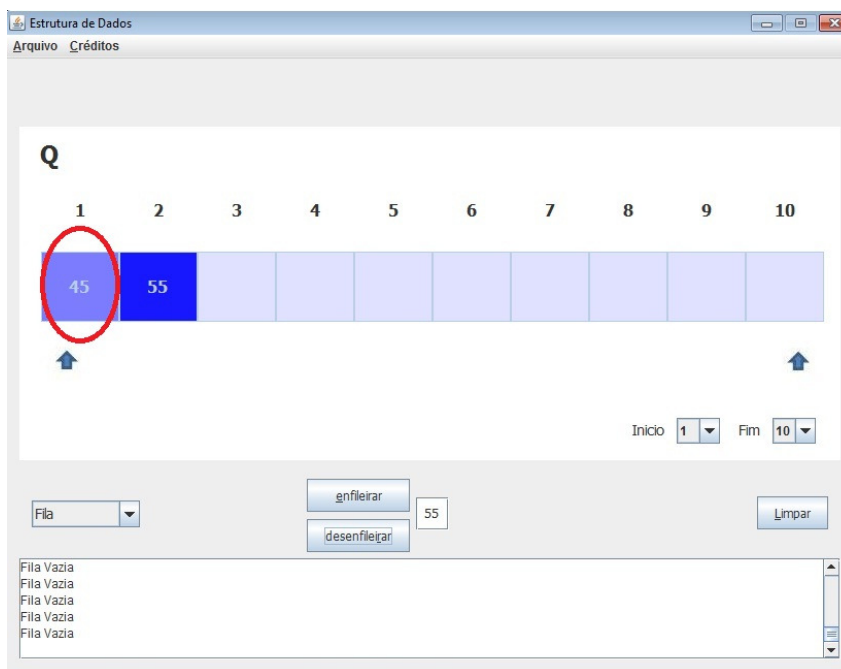 Estrutura de Dados
Arquivo Créditos
Q
1 2 3 4 5 6 7 8 9 10
45 55
Inicio 1 Fim 10
Fila enfileirar 55 Limpar
desenfileirar
Fila Vazia
Fila Vazia
Fila Vazia
Fila Vazia
Fila Vazia